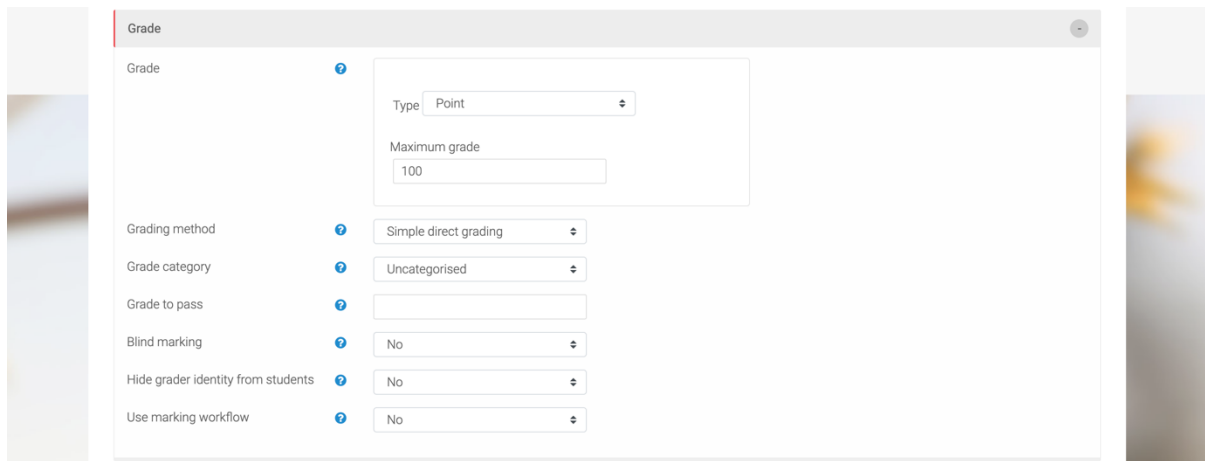 Grade
-
Grade
Type Point
Maximum grade
100
Grading method Simple direct grading
Grade category Uncategorised
Grade to pass
Blind marking No
Hide grader identity from students No
Use marking workflow No